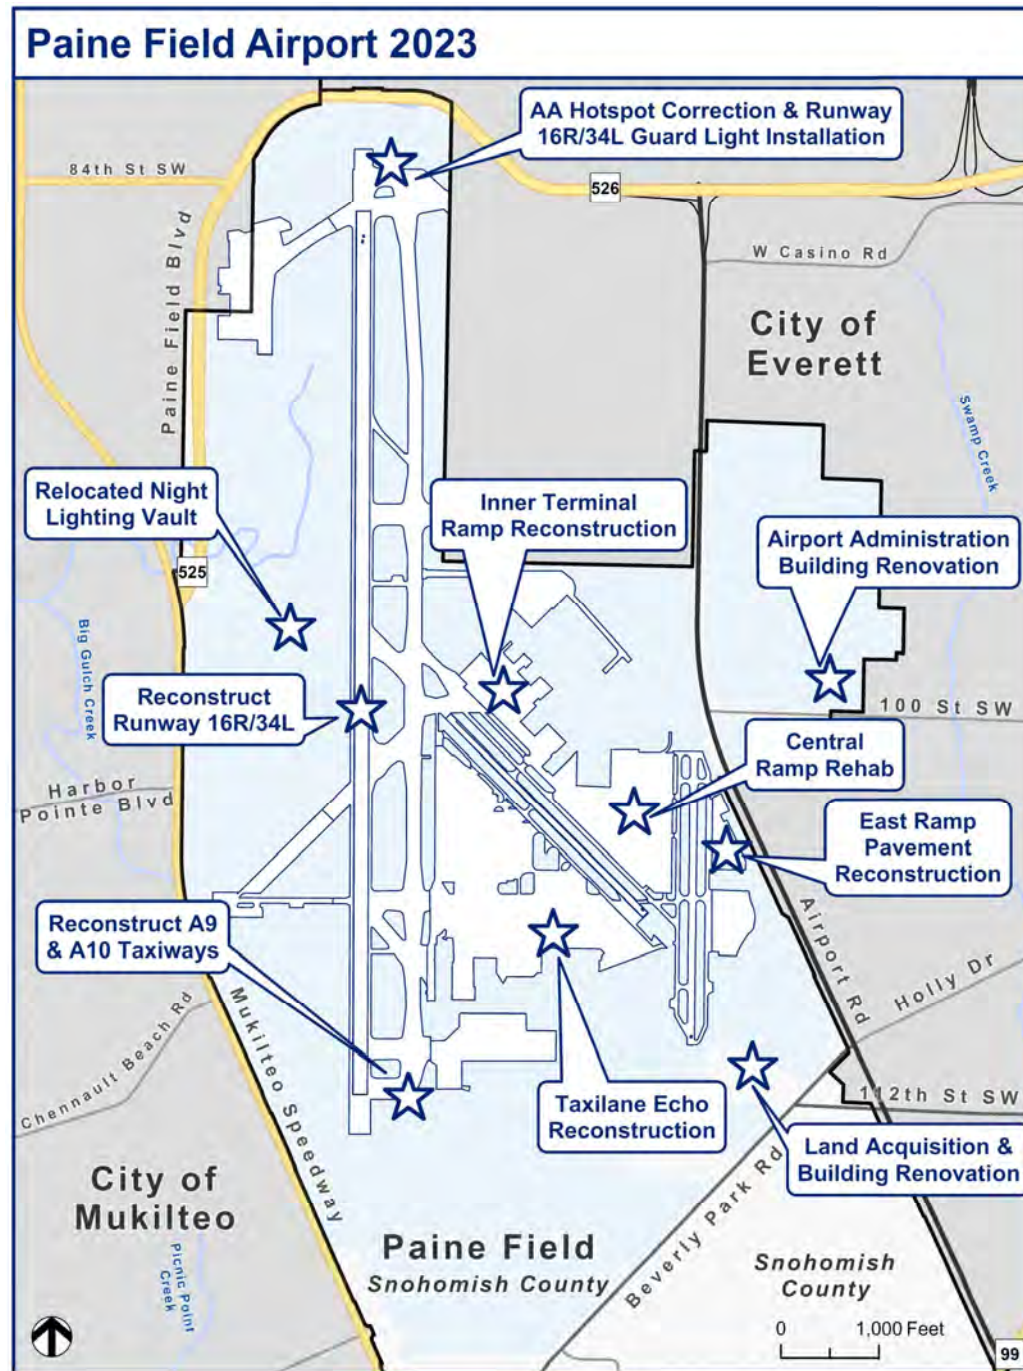 Paine Field Airport 2023
AA Hotspot Correction & Runway
16R/34L Guard Light Installation
84th St SW
526
W Casino Rd
Paine Field Blvd
City of
Everett
Swamp Creek
Relocated Night
Lighting Vault
Inner Terminal
Ramp Reconstruction
Airport Administration
Building Renovation
525
Big Gulch Creek
Reconstruct
Runway 16R/34L
100 St SW
Central
Ramp Rehab
Harbor
Pointe Blvd
East Ramp
Pavement
Reconstruction
Reconstruct A9
& A10 Taxiways
Airport Rd
Holly Dr
Mukilteo Speedway
Chennault Beach Rd
Taxilane Echo
Reconstruction
112th St SW
Land Acquisition &
Building Renovation
City of
Mukilteo
Beverly Park Rd
Paine Field
Snohomish County
Picnic Point
Creek
Snohomish
County
0 1,000 Feet
99